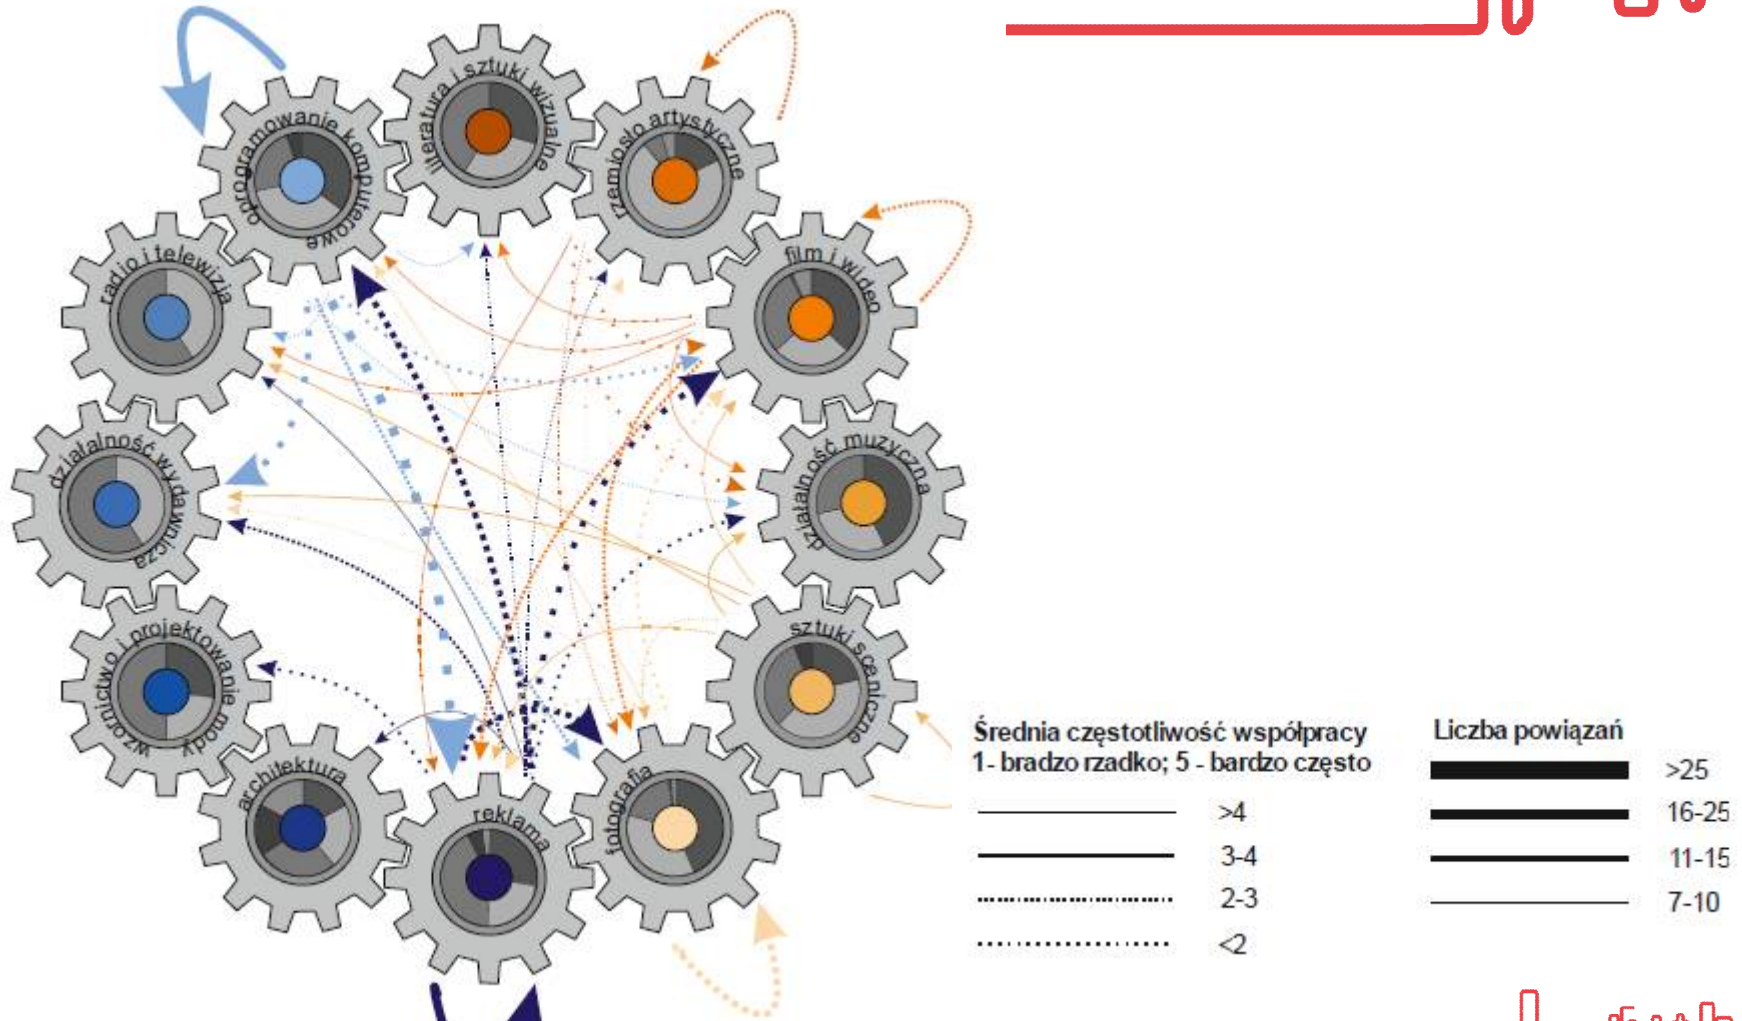 literatura i sztuki wizualne
oprogramowanie komputerowe
rzemiosło artystyczne
radio i telewizja
film i wideo
działalność wydawnicza
działalność muzyczna
wzornictwo i projektowanie mody
sztuki sceniczne
architektura
reklama
fotografia
Średnia częstotliwość współpracy
1- bradzo rzadko; 5 - bardzo często
>4
3-4
2-3
<2
Liczba powiązań
>25
16-25
11-15
7-10